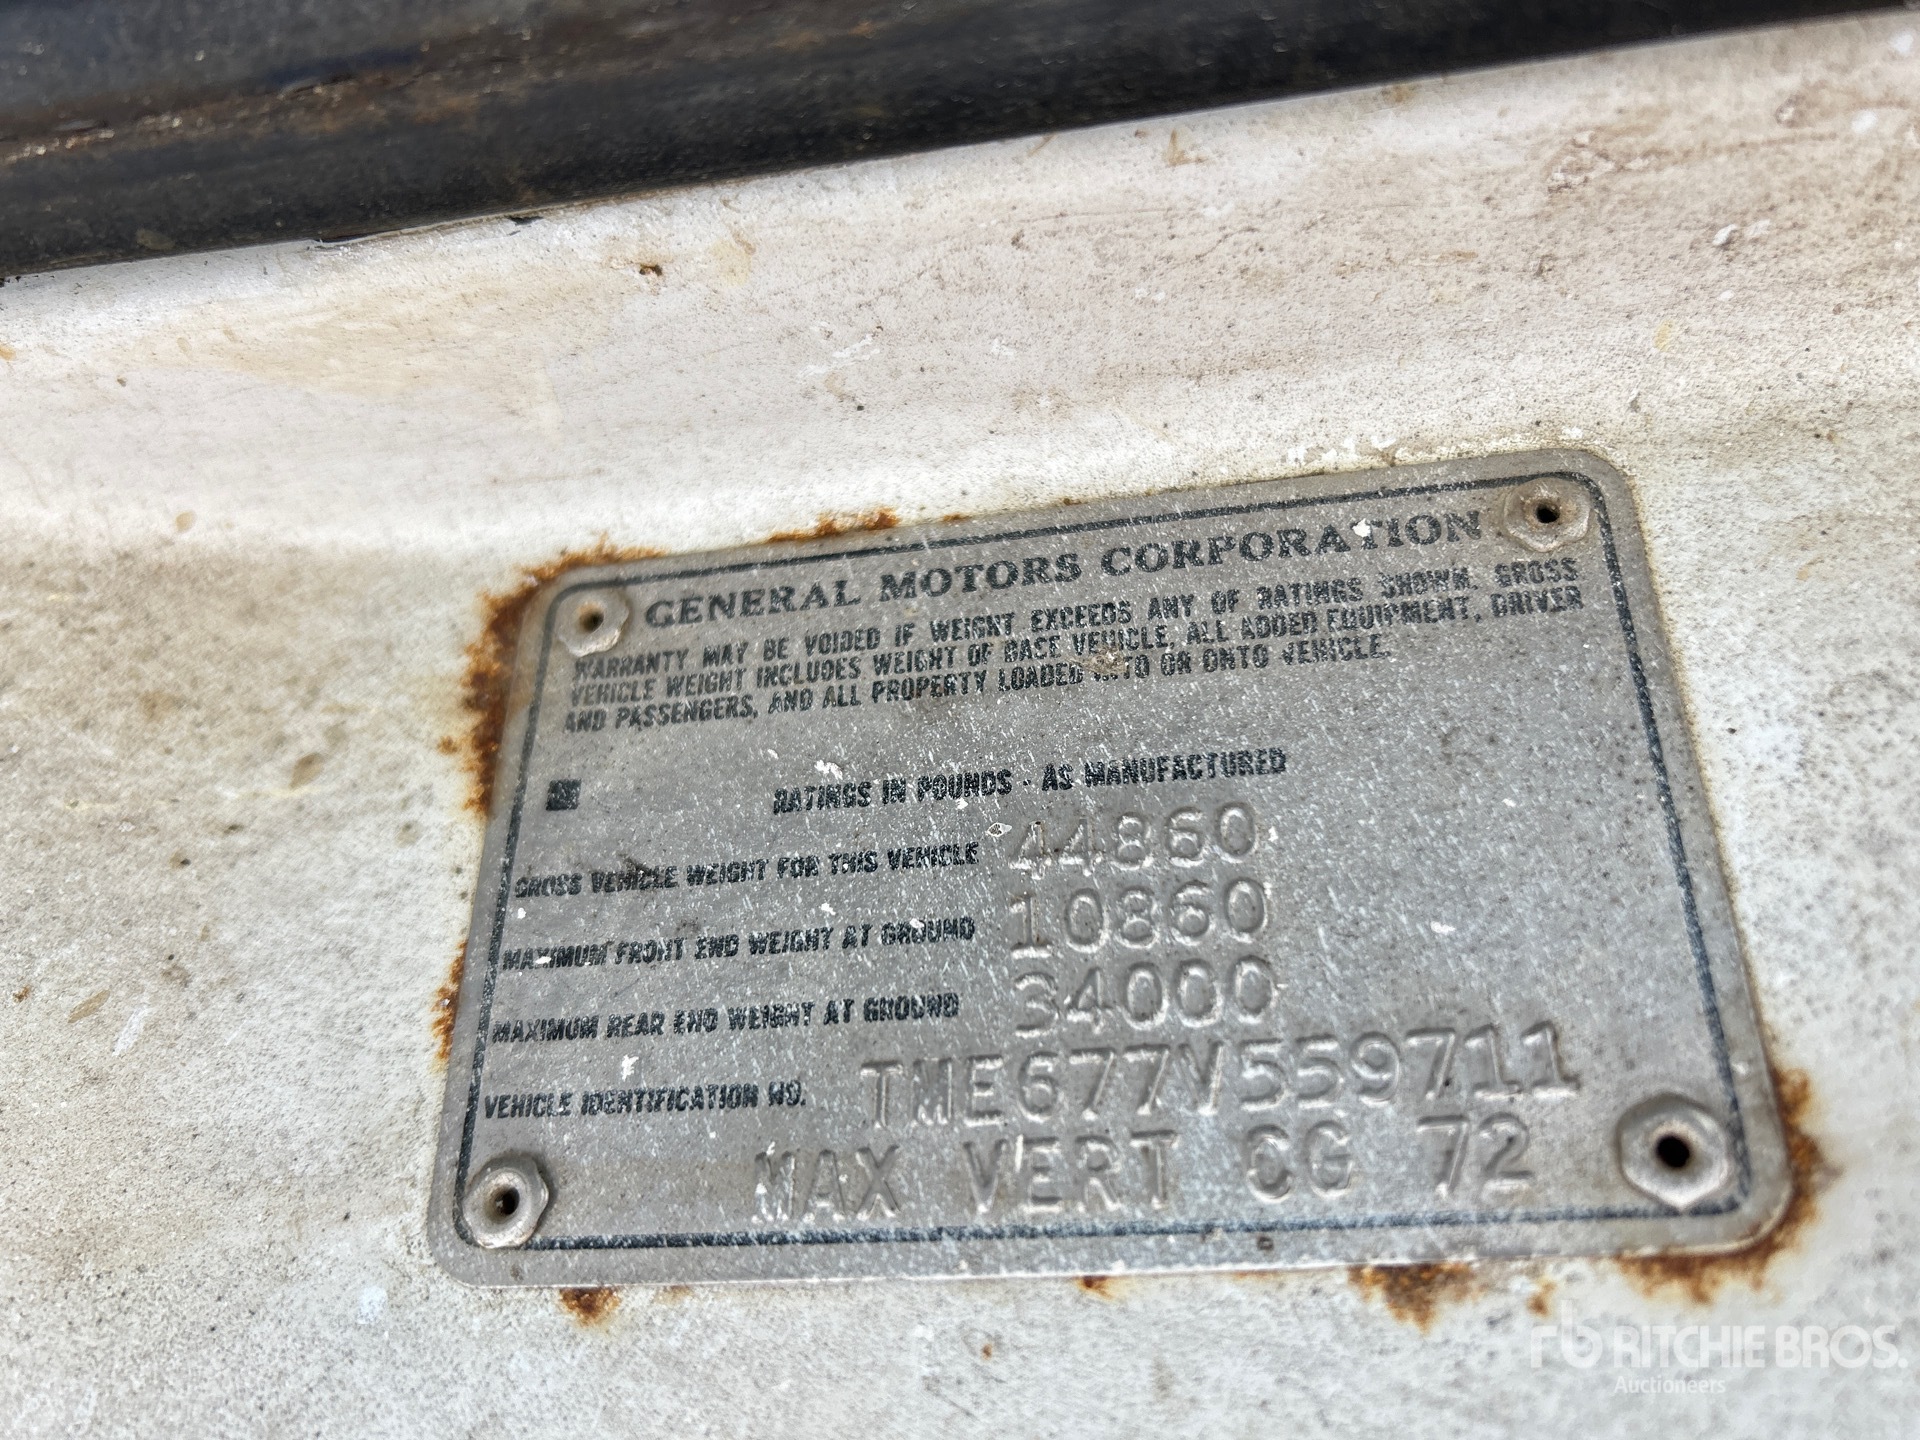 GENERAL MOTORS CORPORATION
WARRANTY MAY BE VOIDED IF WEIGHT EXCEEDS ANY OF RATINGS SHOWN. GROSS
VEHICLE WEIGHT INCLUDES WEIGHT OF BASE VEHICLE, ALL ADDED EQUIPMENT, DRIVER
AND PASSENGERS, AND ALL PROPERTY LOADED INTO OR ONTO VEHICLE.
RATINGS IN POUNDS - AS MANUFACTURED
GROSS VEHICLE WEIGHT FOR THIS VEHICLE 44860
MAXIMUM FRONT END WEIGHT AT GROUND 10860
MAXIMUM REAR END WEIGHT AT GROUND 34000
VEHICLE IDENTIFICATION NO. TME677V559711
MAX VERT CG 72
rb RITCHIE BROS.
Auctioneers